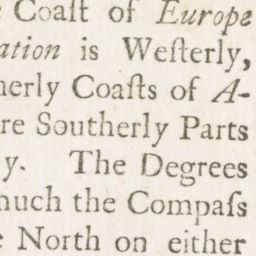 Coaſt of Europe
ation is Weſterly,
herly Coaſts of A-
re Southerly Parts
y. The Degrees
much the Compaſs
North on either